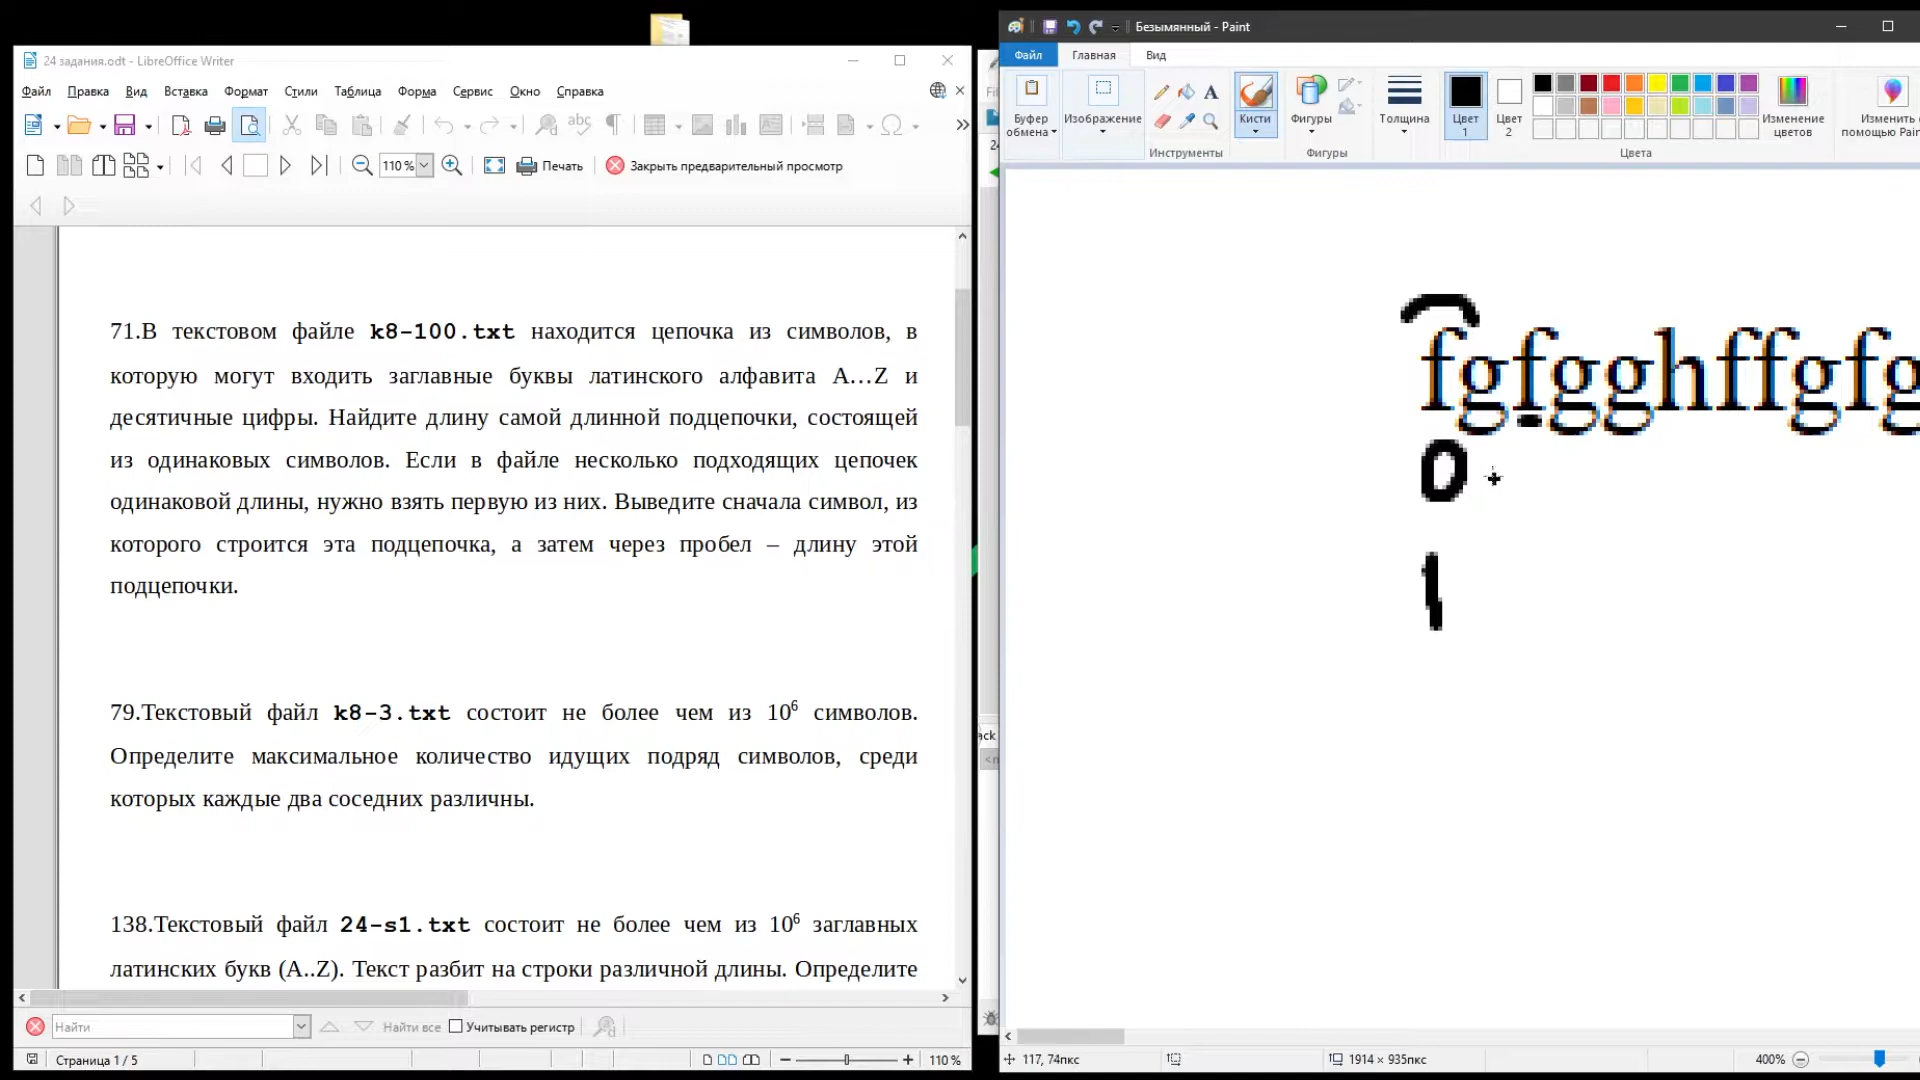 24 задания.odt - LibreOffice Writer
Файл Правка Вид Вставка Формат Стили Таблица Форма Сервис Окно Справка
110 % Печать Закрыть предварительный просмотр
71.В текстовом файле k8-100.txt находится цепочка из символов, в
которую могут входить заглавные буквы латинского алфавита A…Z и
десятичные цифры. Найдите длину самой длинной подцепочки, состоящей
из одинаковых символов. Если в файле несколько подходящих цепочек
одинаковой длины, нужно взять первую из них. Выведите сначала символ, из
которого строится эта подцепочка, а затем через пробел – длину этой
подцепочки.
79.Текстовый файл k8-3.txt состоит не более чем из 10⁶ символов.
Определите максимальное количество идущих подряд символов, среди
которых каждые два соседних различны.
138.Текстовый файл 24-s1.txt состоит не более чем из 10⁶ заглавных
латинских букв (A..Z). Текст разбит на строки различной длины. Определите
Найти Найти все Учитывать регистр
Страница 1 / 5 110 %
Безымянный - Paint
Файл Главная Вид
Буфер обмена
Изображение
Инструменты
Кисти
Фигуры
Фигуры
Толщина
Цвет 1
Цвет 2
Изменение цветов
Цвета
Изменить с
fgfgghffgfg
0
1
117, 74пкс 1914 × 935пкс 400%